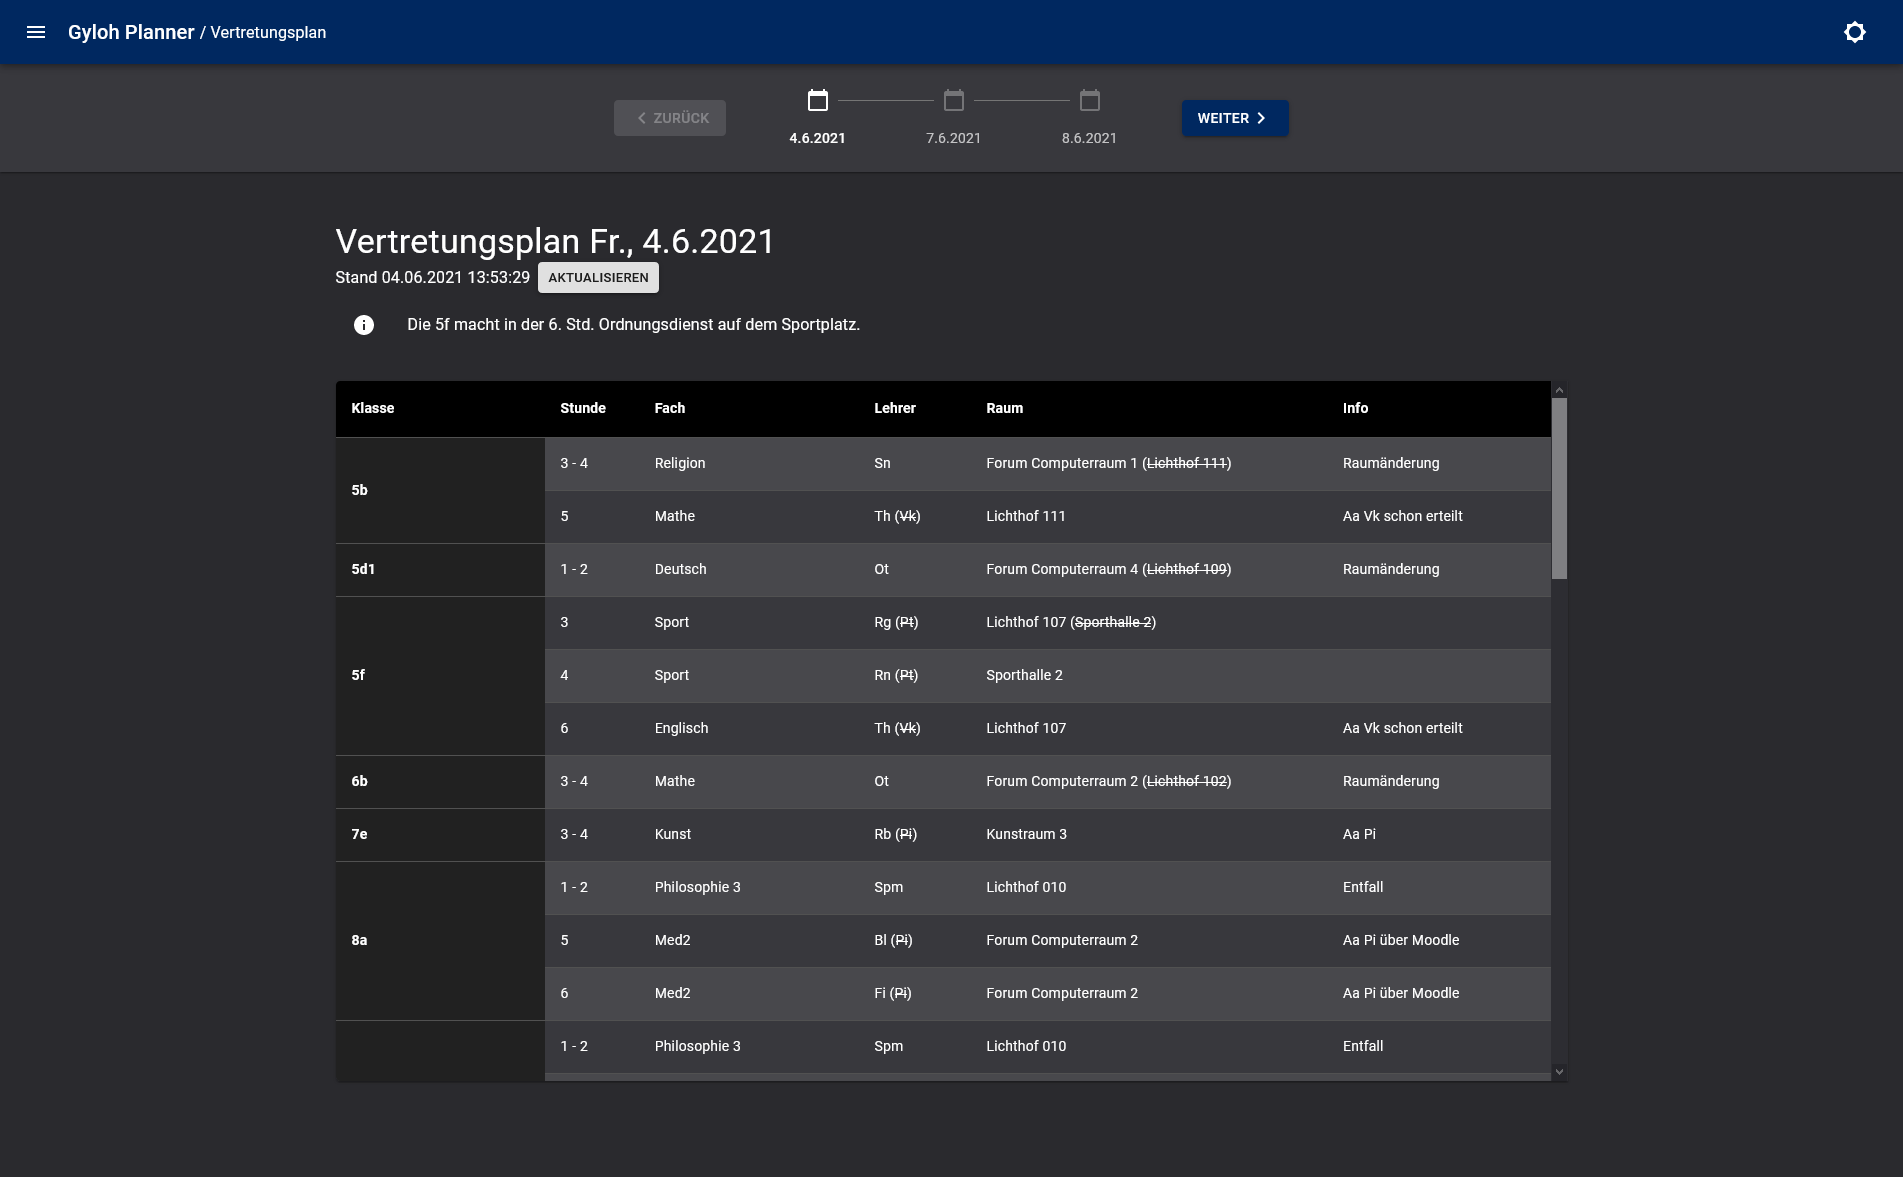 Gyloh Planner / Vertretungsplan
ZURÜCK
4.6.2021
7.6.2021
8.6.2021
WEITER
Vertretungsplan Fr., 4.6.2021
Stand 04.06.2021 13:53:29 AKTUALISIEREN
Die 5f macht in der 6. Std. Ordnungsdienst auf dem Sportplatz.
Klasse Stunde Fach Lehrer Raum Info
5b 3 - 4 Religion Sn Forum Computerraum 1 (Lichthof 111) Raumänderung
5 Mathe Th (Vk) Lichthof 111 Aa Vk schon erteilt
5d1 1 - 2 Deutsch Ot Forum Computerraum 4 (Lichthof 109) Raumänderung
5f 3 Sport Rg (Pt) Lichthof 107 (Sporthalle 2)
4 Sport Rn (Pt) Sporthalle 2
6 Englisch Th (Vk) Lichthof 107 Aa Vk schon erteilt
6b 3 - 4 Mathe Ot Forum Computerraum 2 (Lichthof 102) Raumänderung
7e 3 - 4 Kunst Rb (Pi) Kunstraum 3 Aa Pi
8a 1 - 2 Philosophie 3 Spm Lichthof 010 Entfall
5 Med2 Bl (Pi) Forum Computerraum 2 Aa Pi über Moodle
6 Med2 Fi (Pi) Forum Computerraum 2 Aa Pi über Moodle
1 - 2 Philosophie 3 Spm Lichthof 010 Entfall